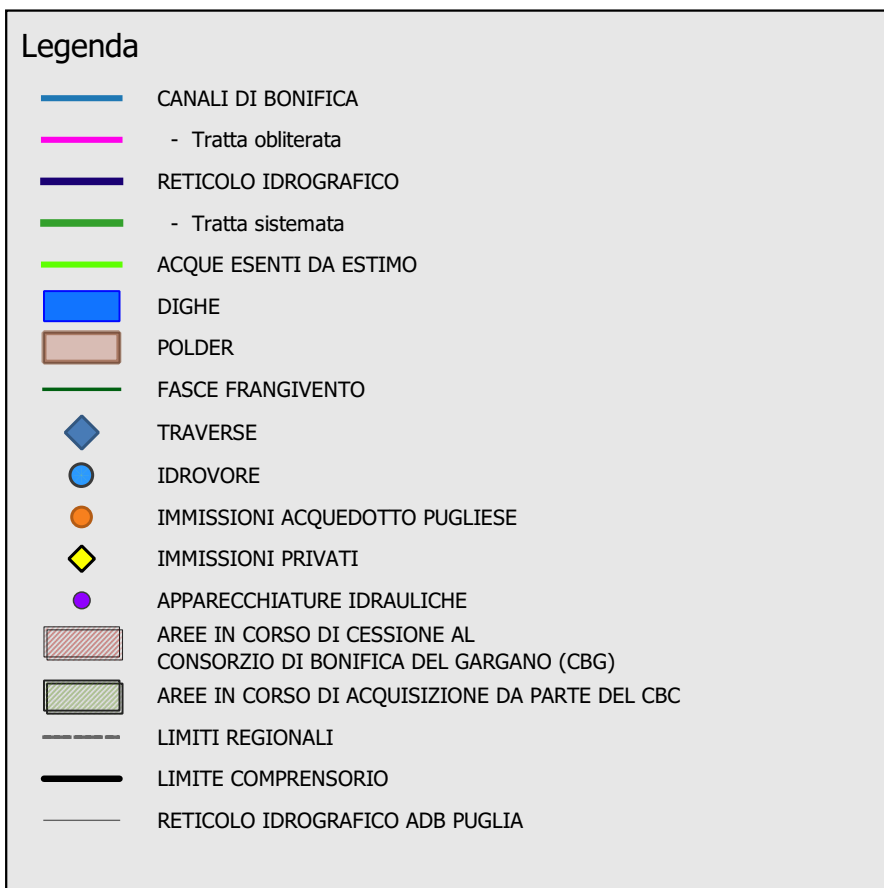 Legenda
CANALI DI BONIFICA
- Tratta obliterata
RETICOLO IDROGRAFICO
- Tratta sistemata
ACQUE ESENTI DA ESTIMO
DIGHE
POLDER
FASCE FRANGIVENTO
TRAVERSE
IDROVORE
IMMISSIONI ACQUEDOTTO PUGLIESE
IMMISSIONI PRIVATI
APPARECCHIATURE IDRAULICHE
AREE IN CORSO DI CESSIONE AL
CONSORZIO DI BONIFICA DEL GARGANO (CBG)
AREE IN CORSO DI ACQUISIZIONE DA PARTE DEL CBC
LIMITI REGIONALI
LIMITE COMPRENSORIO
RETICOLO IDROGRAFICO ADB PUGLIA